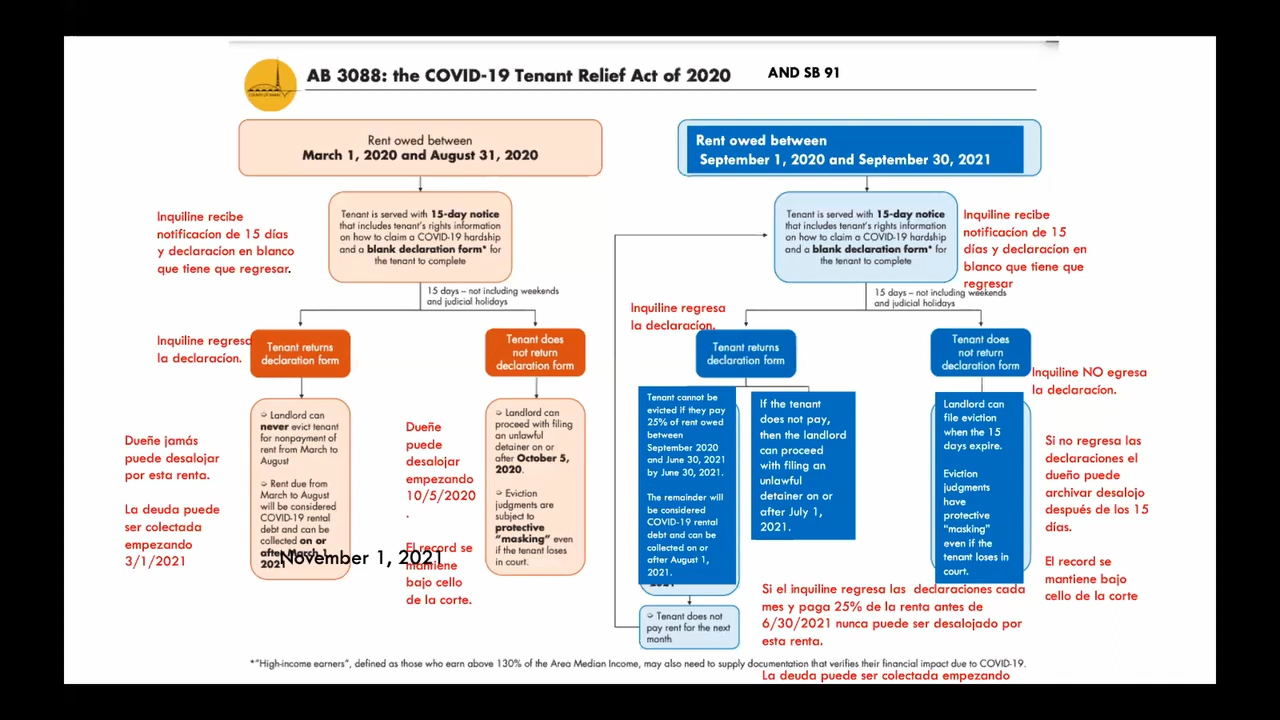 AB 3088: the COVID-19 Tenant Relief Act of 2020
AND SB 91
COUNTY OF MARIN
Rent owed between
March 1, 2020 and August 31, 2020
Tenant is served with 15-day notice
that includes tenant's rights information
on how to claim a COVID-19 hardship
and a blank declaration form* for
the tenant to complete
Inquiline recibe
notificacíon de 15 días
y declaracíon en blanco
que tiene que regresar.
15 days – not including weekends
and judicial holidays
Inquiline regresa
la declaracíon.
Tenant returns
declaration form
Tenant does
not return
declaration form
Landlord can
never evict tenant
for nonpayment of
rent from March to
August
Rent due from
March to August
will be considered
COVID-19 rental
debt and can be
collected on or
after March 1,
2021
November 1, 2021
Dueñe jamás
puede desalojar
por esta renta.
La deuda puede
ser colectada
empezando
3/1/2021
Dueñe
puede
desalojar
empezando
10/5/2020
.
El record se
mantiene
bajo cello
de la corte.
Landlord can
proceed with filing
an unlawful
detainer on or
after October 5,
2020.
Eviction
judgments are
subject to
protective
"masking" even
if the tenant loses
in court.
Rent owed between
September 1, 2020 and September 30, 2021
Tenant is served with 15-day notice
that includes tenant's rights information
on how to claim a COVID-19 hardship
and a blank declaration form* for
the tenant to complete
Inquiline recibe
notificacíon de 15
días y declaracíon en
blanco que tiene que
regresar
15 days – not including weekends
and judicial holidays
Inquiline regresa
la declaracíon.
Tenant returns
declaration form
Tenant does
not return
declaration form
Inquiline NO egresa
la declaracíon.
Tenant cannot be
evicted if they pay
25% of rent owed
between
September 2020
and June 30, 2021
by June 30, 2021.
The remainder will
be considered
COVID-19 rental
debt and can be
collected on or
after August 1,
2021.
2021
If the tenant
does not pay,
then the landlord
can proceed
with filing an
unlawful
detainer on or
after July 1,
2021.
Landlord can
file eviction
when the 15
days expire.
Eviction
judgments
have
protective
"masking"
even if the
tenant loses in
court.
Si no regresa las
declaraciones el
dueño puede
archivar desalojo
después de los 15
días.
El record se
mantiene bajo
cello de la corte
Tenant does not
pay rent for the next
month
Si el inquiline regresa las declaraciones cada
mes y paga 25% de la renta antes de
6/30/2021 nunca puede ser desalojado por
esta renta.
La deuda puede ser colectada empezando
*"High-income earners", defined as those who earn above 130% of the Area Median Income, may also need to supply documentation that verifies their financial impact due to COVID-19.